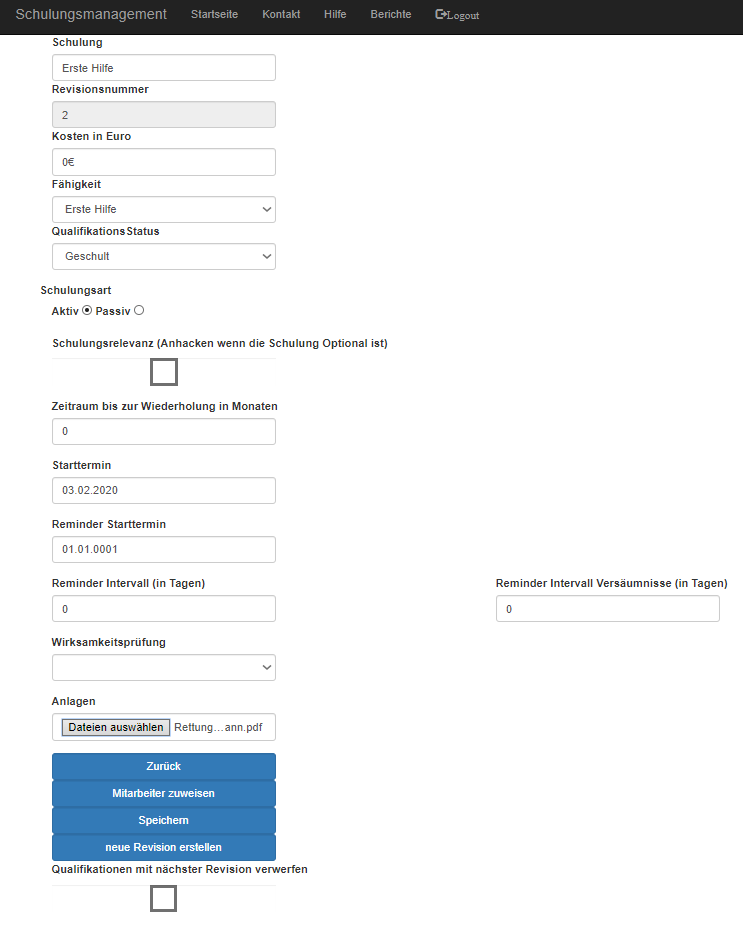 Schulungsmanagement Startseite Kontakt Hilfe Berichte Logout
Schulung
Erste Hilfe
Revisionsnummer
2
Kosten in Euro
0€
Fähigkeit
Erste Hilfe
QualifikationsStatus
Geschult
Schulungsart
Aktiv Passiv
Schulungsrelevanz (Anhacken wenn die Schulung Optional ist)
Zeitraum bis zur Wiederholung in Monaten
0
Starttermin
03.02.2020
Reminder Starttermin
01.01.0001
Reminder Intervall (in Tagen) Reminder Intervall Versäumnisse (in Tagen)
0 0
Wirksamkeitsprüfung
Anlagen
Dateien auswählen Rettung…ann.pdf
Zurück
Mitarbeiter zuweisen
Speichern
neue Revision erstellen
Qualifikationen mit nächster Revision verwerfen